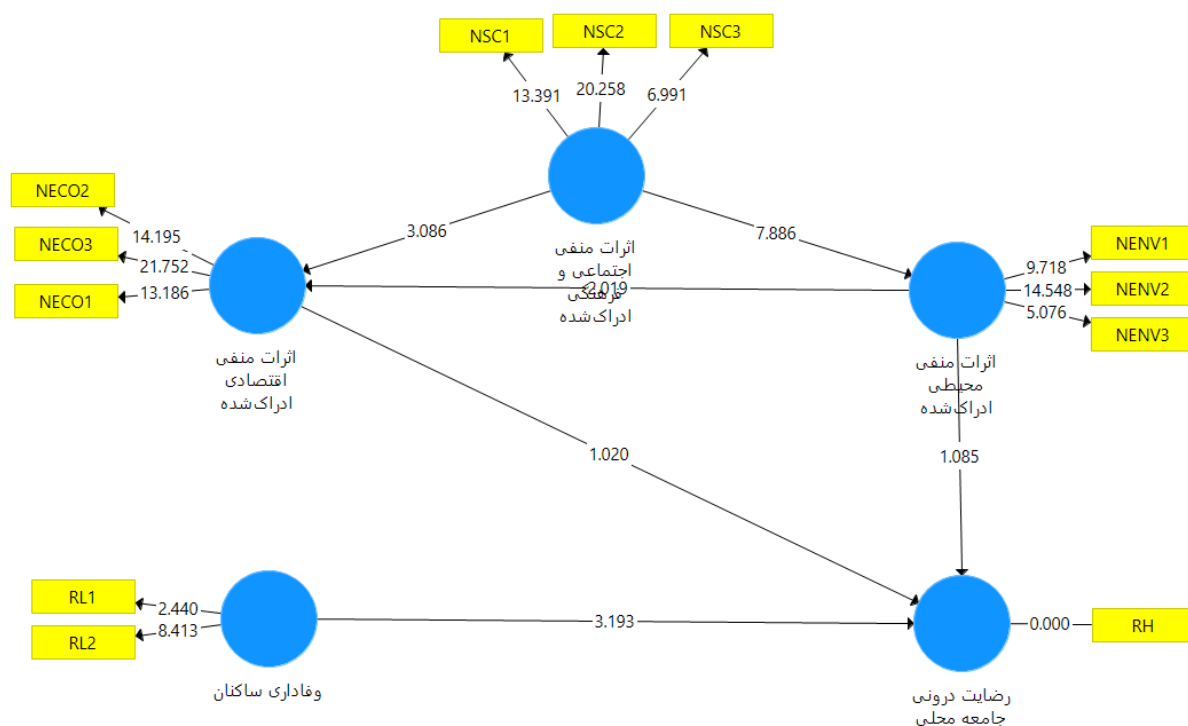 NSC1
NSC2
NSC3
13.391
20.258
6.991
NECO2
NECO3
NECO1
14.195
21.752
13.186
3.086
7.886
اثرات منفی
اجتماعی و
فرهنگی
ادراک‌شده
2.019
NENV1
NENV2
NENV3
9.718
14.548
5.076
اثرات منفی
اقتصادی
ادراک‌شده
اثرات منفی
محیطی
ادراک‌شده
1.020
1.085
RL1
RL2
2.440
8.413
3.193
0.000
RH
وفاداری ساکنان
رضایت درونی
جامعه محلی